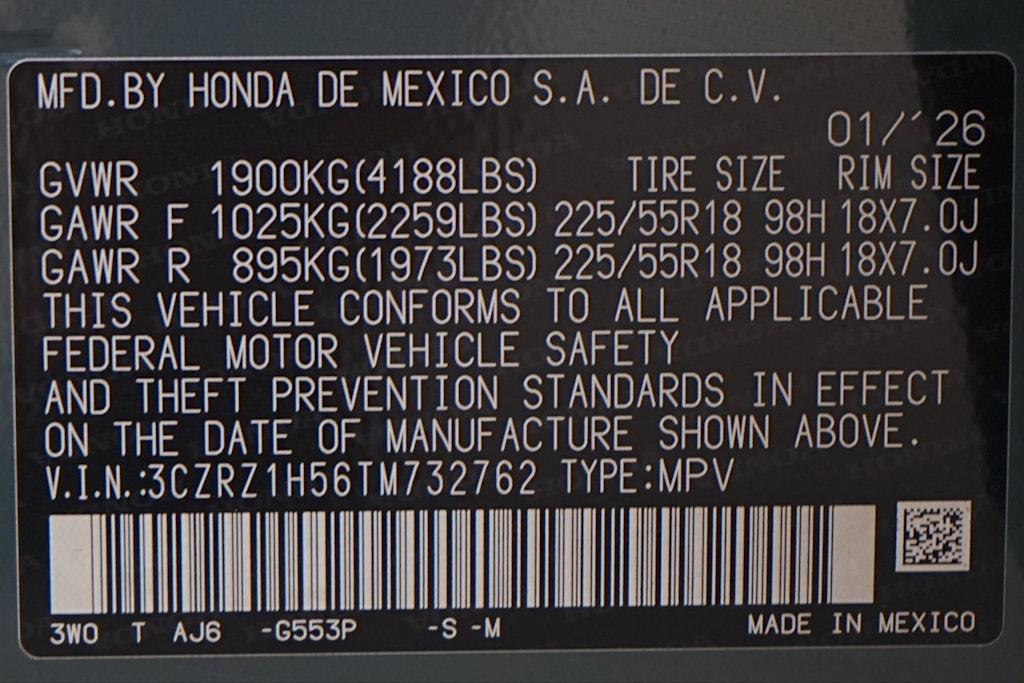 MFD.BY HONDA DE MEXICO S.A. DE C.V.
01/'26
GVWR 1900KG(4188LBS) TIRE SIZE RIM SIZE
GAWR F 1025KG(2259LBS) 225/55R18 98H 18X7.0J
GAWR R 895KG(1973LBS) 225/55R18 98H 18X7.0J
THIS VEHICLE CONFORMS TO ALL APPLICABLE
FEDERAL MOTOR VEHICLE SAFETY
AND THEFT PREVENTION STANDARDS IN EFFECT
ON THE DATE OF MANUFACTURE SHOWN ABOVE.
V.I.N.:3CZRZ1H56TM732762 TYPE:MPV
3WO T AJ6 -G553P -S -M MADE IN MEXICO